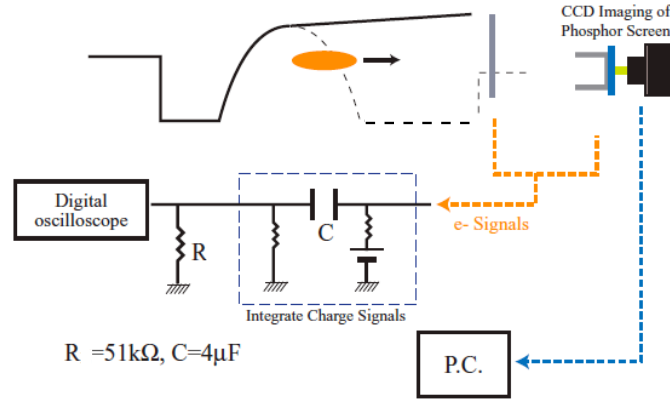 CCD Imaging of
Phosphor Screen
Digital
oscilloscope
R
C
e- Signals
Integrate Charge Signals
R =51kΩ, C=4μF
P.C.